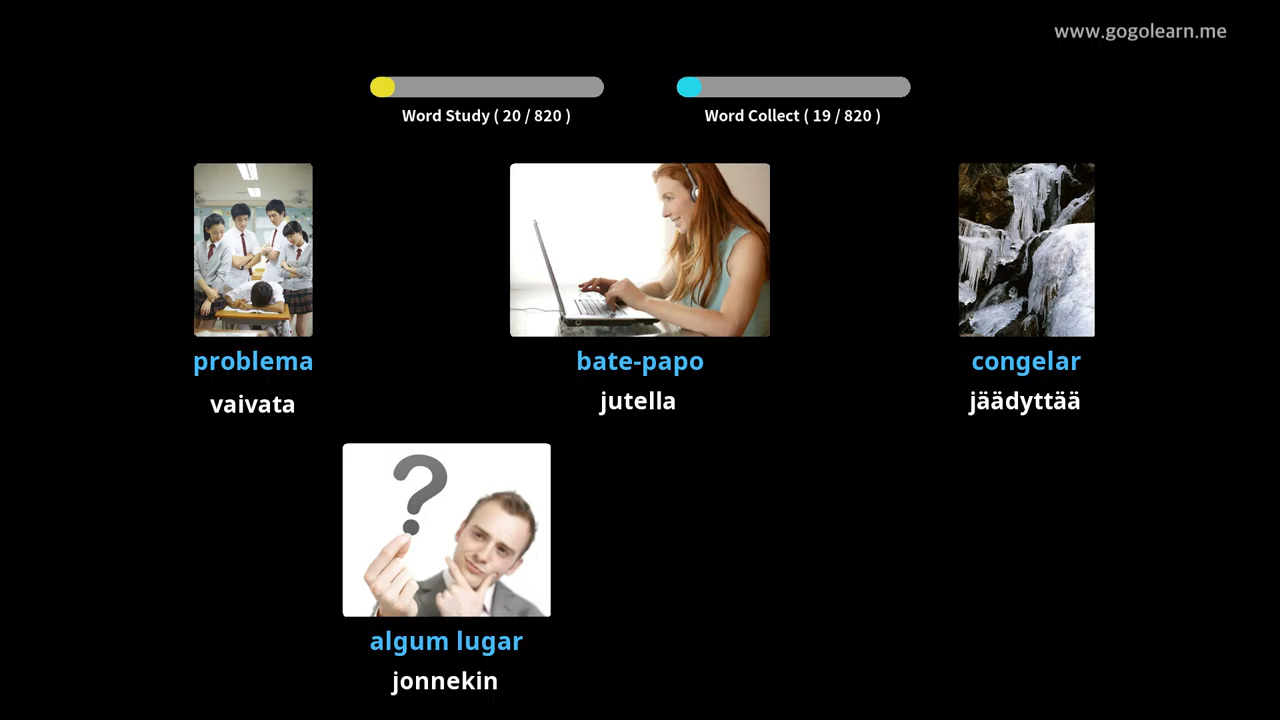 www.gogolearn.me
Word Study ( 20 / 820 )
Word Collect ( 19 / 820 )
problema
bate-papo
congelar
vaivata
jutella
jäädyttää
algum lugar
jonnekin